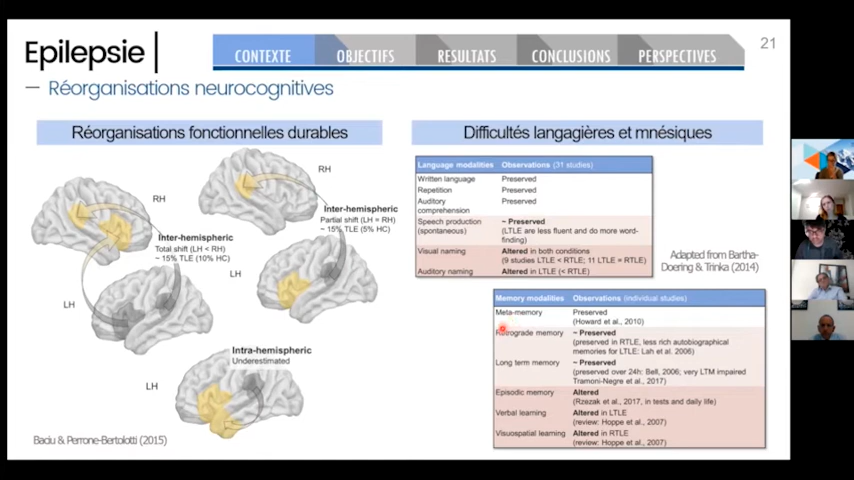 Epilepsie
CONTEXTE
OBJECTIFS
RESULTATS
CONCLUSIONS
PERSPECTIVES
21
— Réorganisations neurocognitives
Réorganisations fonctionnelles durables
RH
RH
Inter-hemispheric
Partial shift (LH = RH)
~ 15% TLE (5% HC)
Inter-hemispheric
Total shift (LH < RH)
~ 15% TLE (10% HC)
LH
LH
Intra-hemispheric
Underestimated
LH
Baciu & Perrone-Bertolotti (2015)
Difficultés langagières et mnésiques
Language modalities Observations (31 studies)
Written language Preserved
Repetition Preserved
Auditory Preserved
comprehension
Speech production ~ Preserved
(spontaneous) (LTLE are less fluent and do more word-
finding)
Visual naming Altered in both conditions
(9 studies LTLE < RTLE; 11 LTLE = RTLE)
Auditory naming Altered in LTLE (< RTLE)
Adapted from Bartha-
Doering & Trinka (2014)
Memory modalities Observations (individual studies)
Meta-memory Preserved
(Howard et al., 2010)
Retrograde memory ~ Preserved
(preserved in RTLE, less rich autobiographical
memories for LTLE: Lah et al. 2006)
Long term memory ~ Preserved
(preserved over 24h: Bell, 2006; very LTM impaired
Tramoni-Negre et al., 2017)
Episodic memory Altered
(Rzezak et al., 2017, in tests and daily life)
Verbal learning Altered in LTLE
(review: Hoppe et al., 2007)
Visuospatial learning Altered in RTLE
(review: Hoppe et al., 2007)